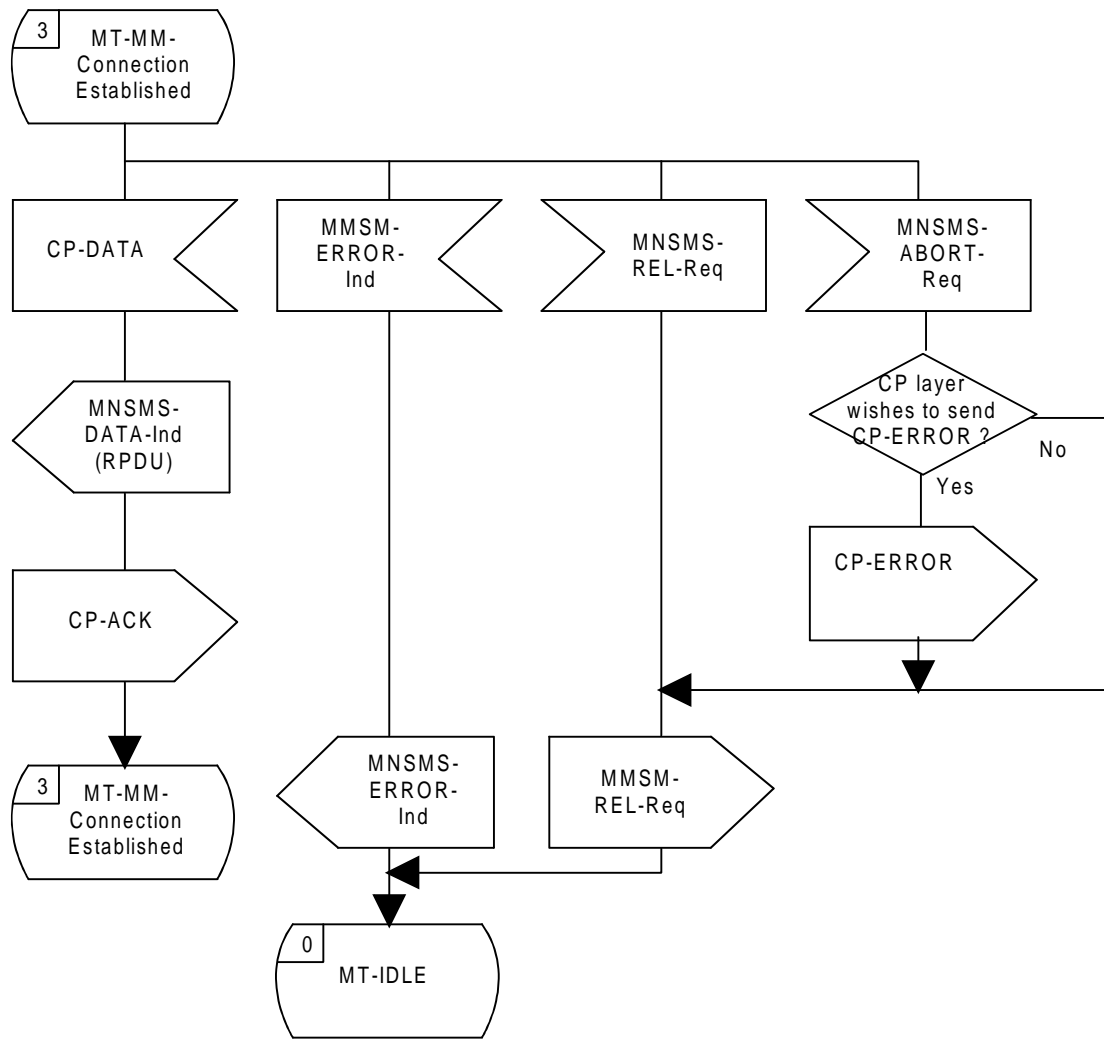 3
MT-MM-
Connection
Established
CP-DATA
MMSM-
ERROR-
Ind
MNSMS-
REL-Req
MNSMS-
ABORT-
Req
MNSMS-
DATA-Ind
(RPDU)
CP layer
wishes to send
CP-ERROR ?
No
Yes
CP-ERROR
CP-ACK
3
MT-MM-
Connection
Established
MNSMS-
ERROR-
Ind
MMSM-
REL-Req
0
MT-IDLE